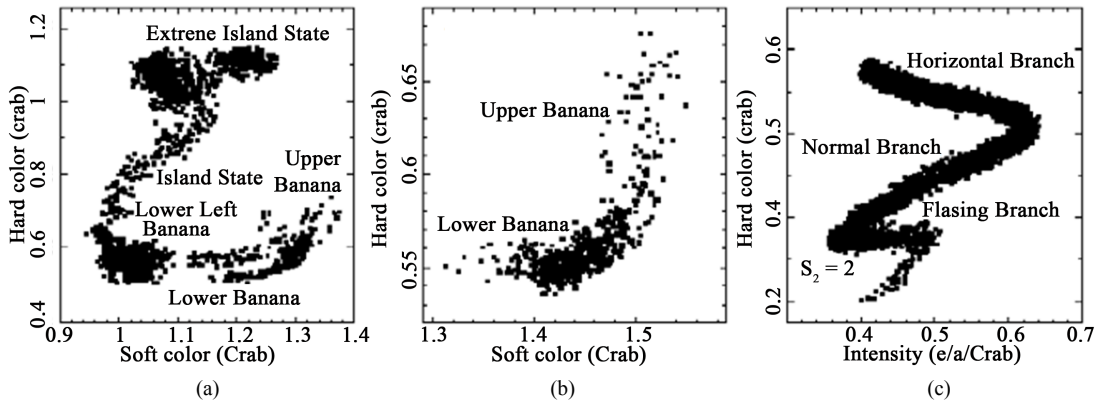 Hard color (crab)
1.2
1
0.8
0.6
0.4
Extrene Island State
Island State
Upper
Banana
Lower Left
Banana
Lower Banana
0.9
1
1.1
1.2
1.3
1.4
Soft color (Crab)
(a)
Hard color (crab)
0.65
0.6
0.55
Upper Banana
Lower Banana
1.3
1.4
1.5
Soft color (Crab)
(b)
Hard color (crab)
0.6
0.5
0.4
0.2
Horizontal Branch
Normal Branch
Flasing Branch
S₂ = 2
0.4
0.5
0.6
0.7
Intensity (e/a/Crab)
(c)